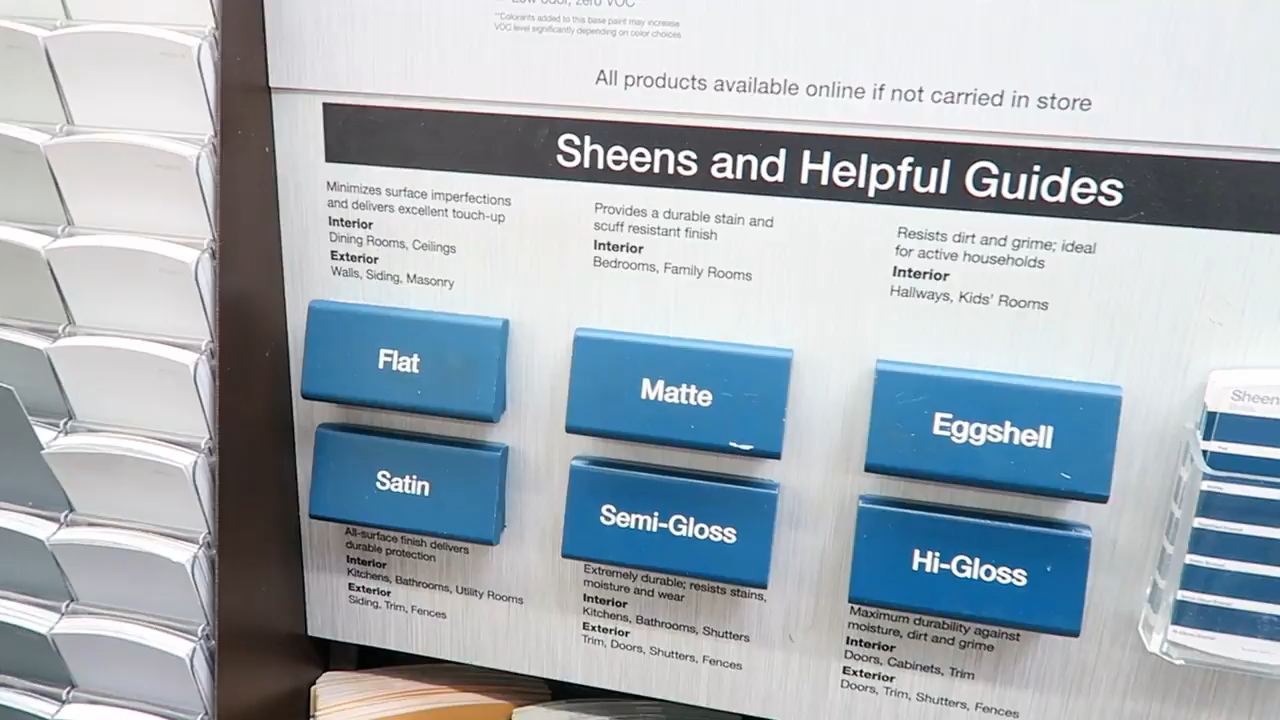 Low odor, zero VOC
**Colorants added to this base paint may increase
VOC level significantly depending on color choices
All products available online if not carried in store
Sheens and Helpful Guides
Minimizes surface imperfections
and delivers excellent touch-up
Interior
Dining Rooms, Ceilings
Exterior
Walls, Siding, Masonry
Provides a durable stain and
scuff resistant finish
Interior
Bedrooms, Family Rooms
Resists dirt and grime; ideal
for active households
Interior
Hallways, Kids' Rooms
Flat
Matte
Eggshell
Satin
Semi-Gloss
Hi-Gloss
All-surface finish delivers
durable protection
Interior
Kitchens, Bathrooms, Utility Rooms
Exterior
Siding, Trim, Fences
Extremely durable; resists stains,
moisture and wear
Interior
Kitchens, Bathrooms, Shutters
Exterior
Trim, Doors, Shutters, Fences
Maximum durability against
moisture, dirt and grime
Interior
Doors, Cabinets, Trim
Exterior
Doors, Trim, Shutters, Fences
Sheen